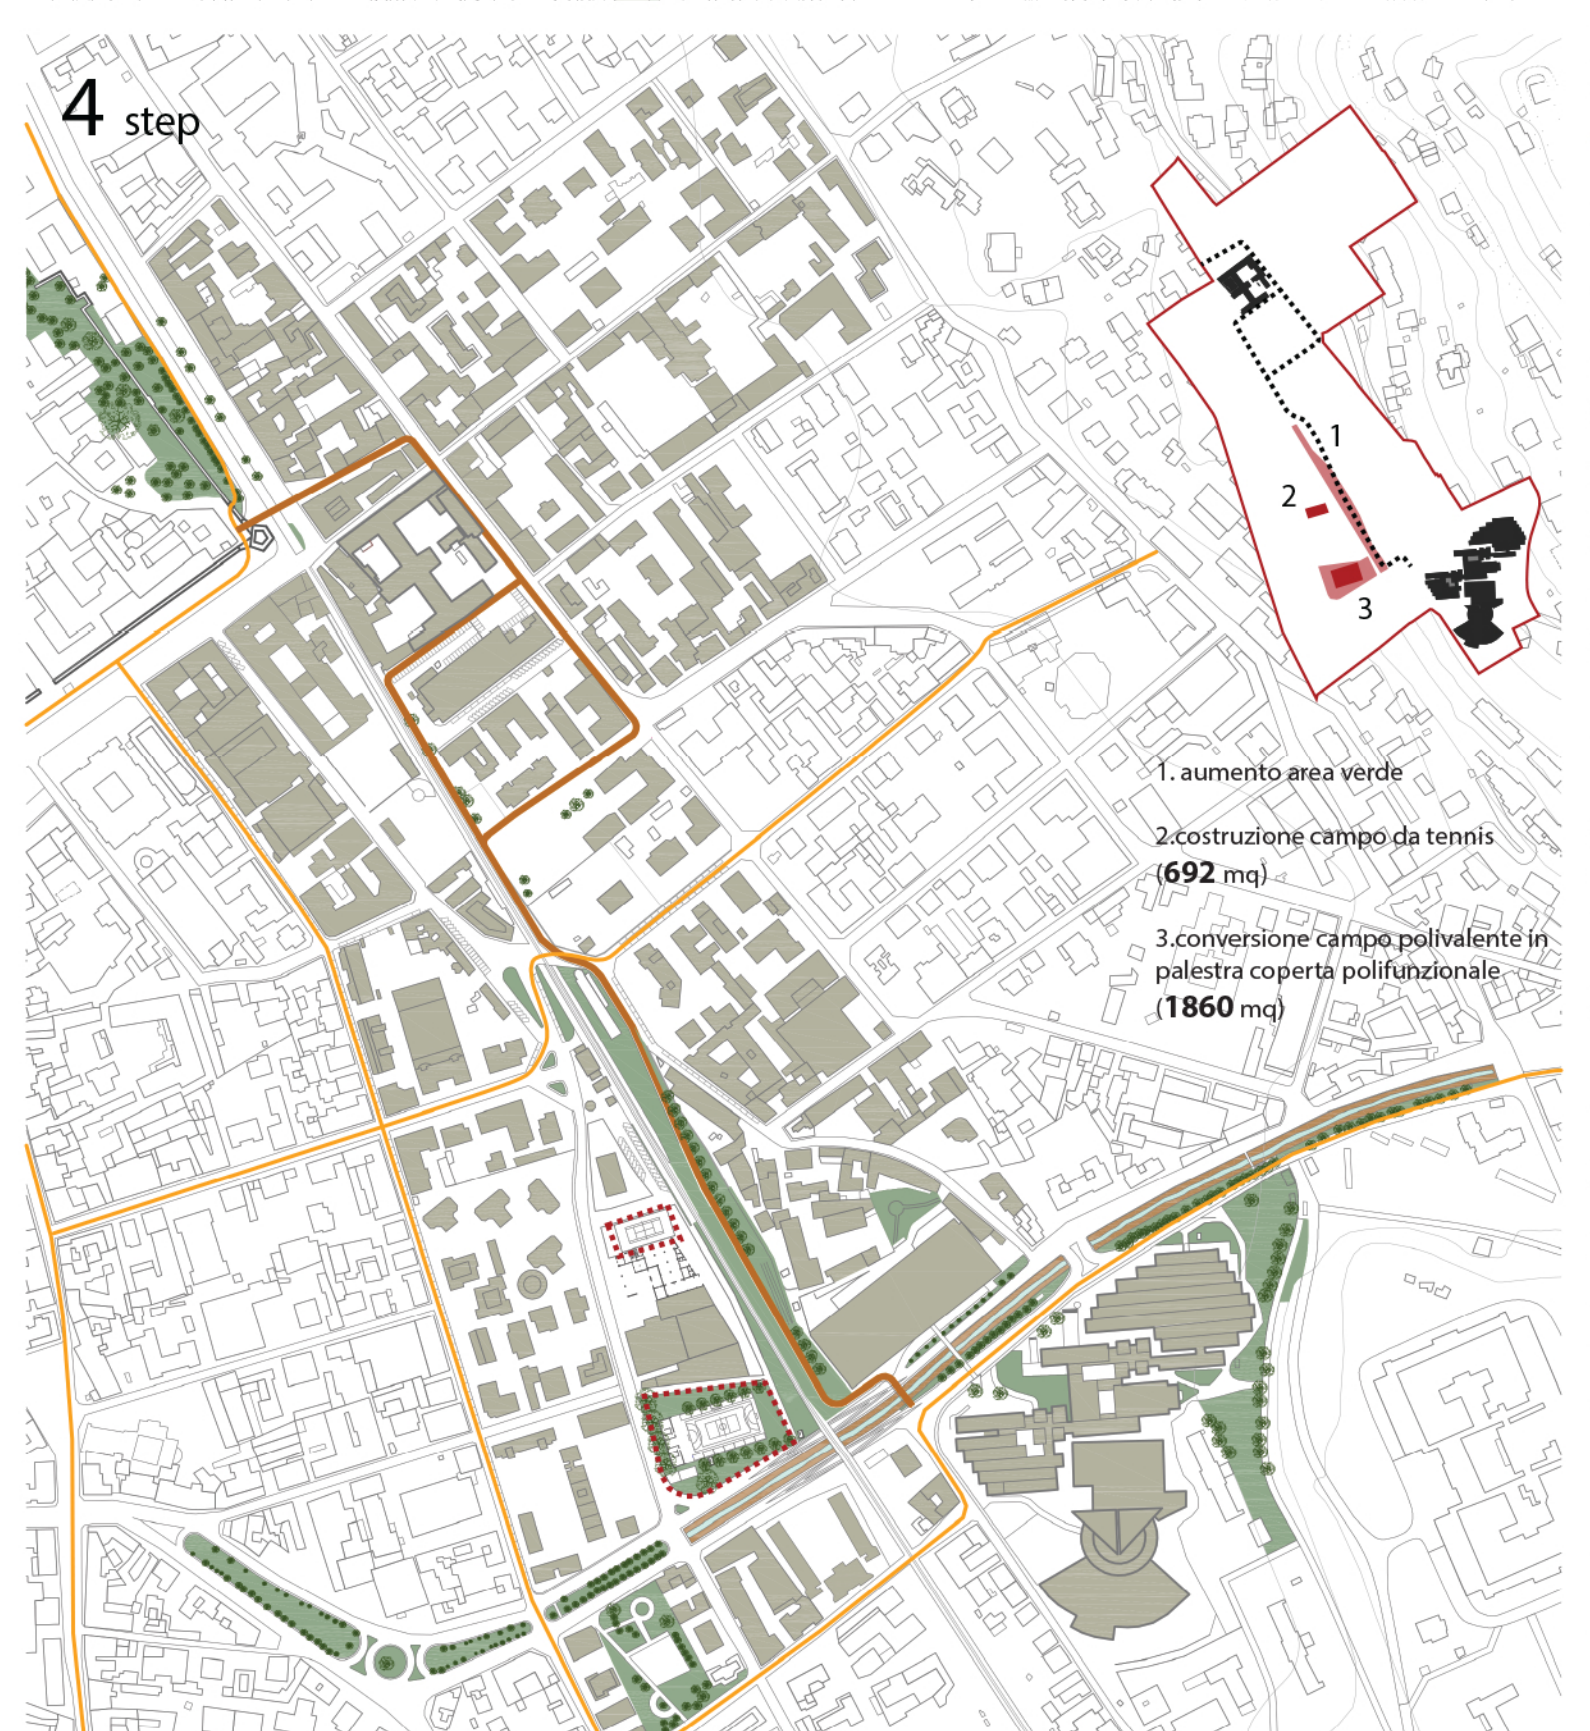 4 step
1
2
3
1. aumento area verde
2.costruzione campo da tennis
(692 mq)
3.conversione campo polivalente in
palestra coperta polifunzionale
(1860 mq)